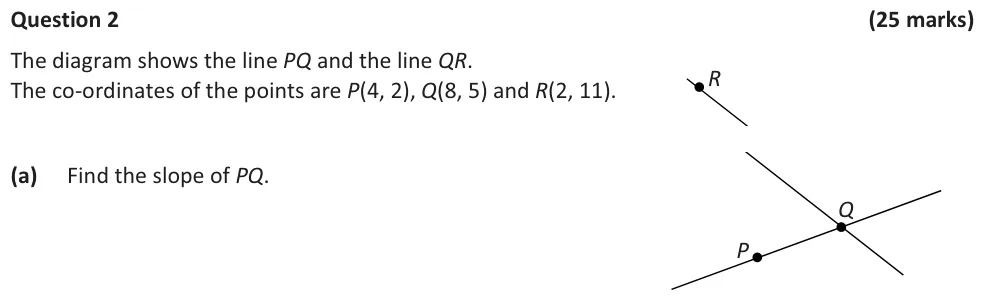 Question 2 (25 marks)
The diagram shows the line PQ and the line QR.
The co-ordinates of the points are P(4, 2), Q(8, 5) and R(2, 11).
R
(a) Find the slope of PQ.
Q
P